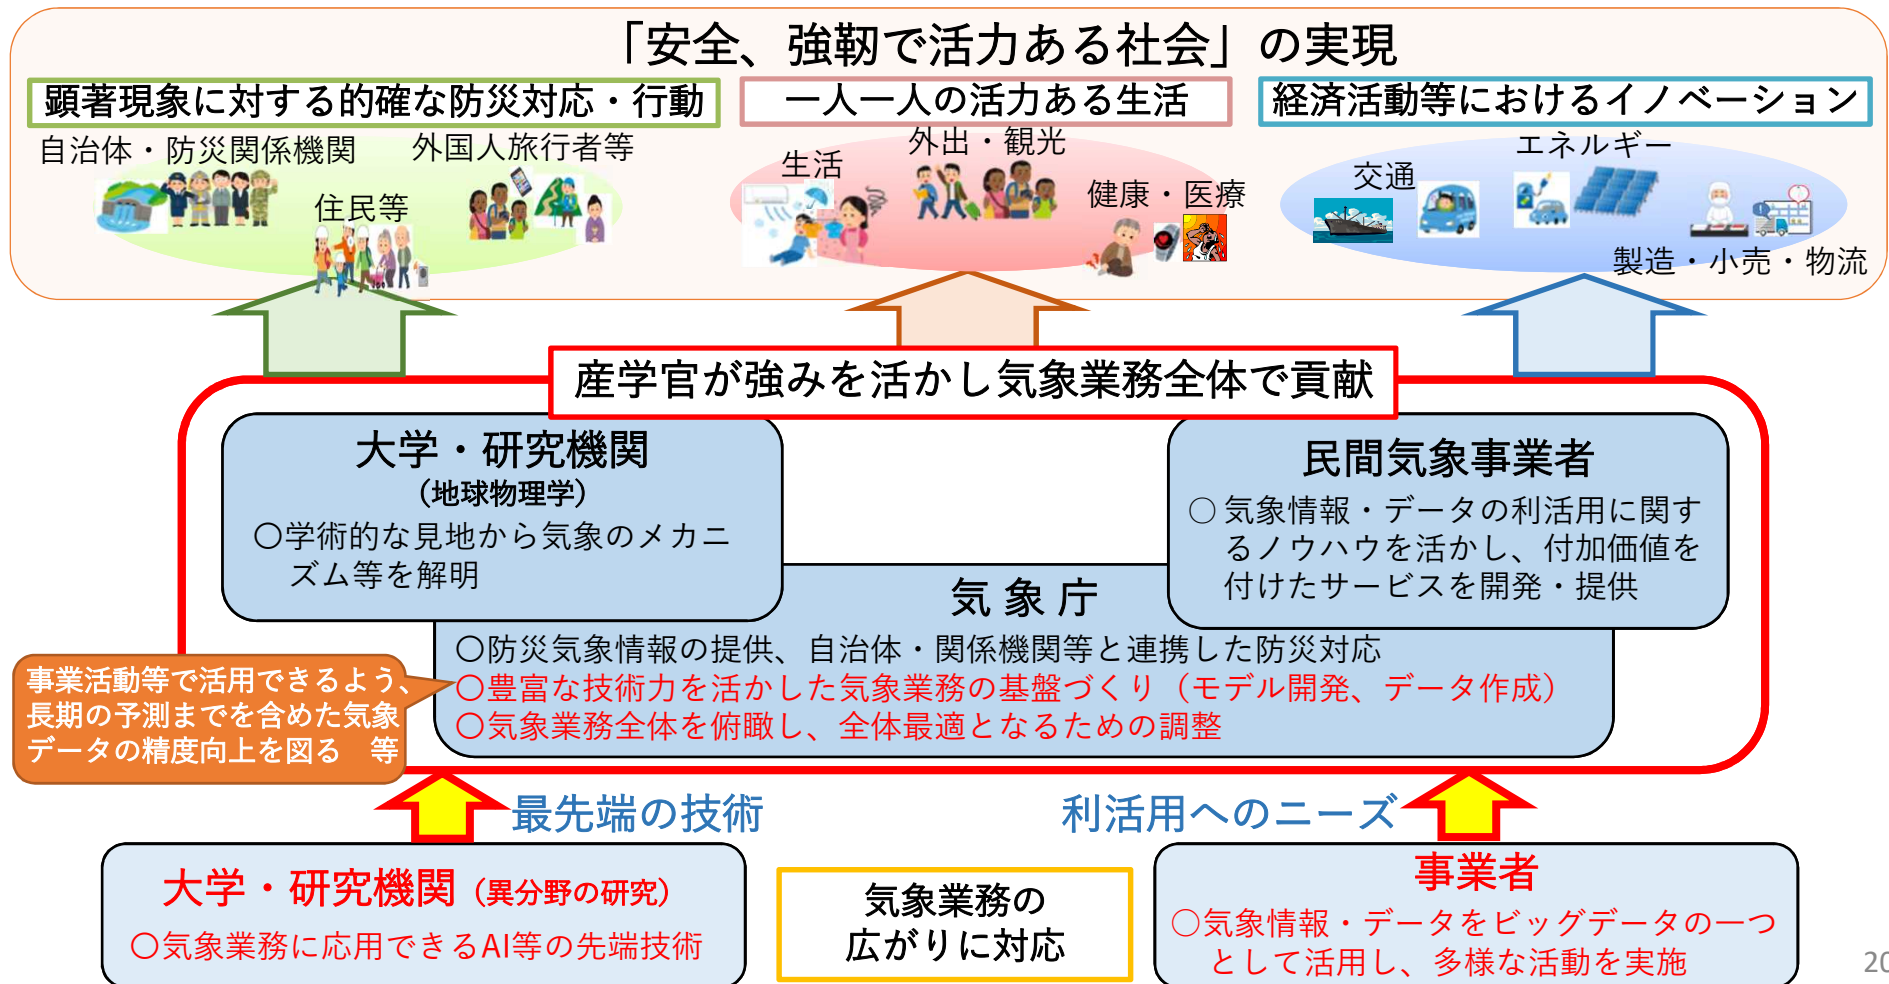 「安全、強靭で活力ある社会」の実現
顕著現象に対する的確な防災対応・行動
一人一人の活力ある生活
経済活動等におけるイノベーション
自治体・防災関係機関
外国人旅行者等
住民等
生活
外出・観光
健康・医療
交通
エネルギー
製造・小売・物流
産学官が強みを活かし気象業務全体で貢献
大学・研究機関
（地球物理学）
〇学術的な見地から気象のメカニ
ズム等を解明
民間気象事業者
○ 気象情報・データの利活用に関す
るノウハウを活かし、付加価値を
付けたサービスを開発・提供
気 象 庁
〇防災気象情報の提供、自治体・関係機関等と連携した防災対応
〇豊富な技術力を活かした気象業務の基盤づくり（モデル開発、データ作成）
〇気象業務全体を俯瞰し、全体最適となるための調整
事業活動等で活用できるよう、
長期の予測までを含めた気象
データの精度向上を図る 等
最先端の技術
利活用へのニーズ
大学・研究機関（異分野の研究）
〇気象業務に応用できるAI等の先端技術
気象業務の
広がりに対応
事業者
○気象情報・データをビッグデータの一つ
として活用し、多様な活動を実施
20